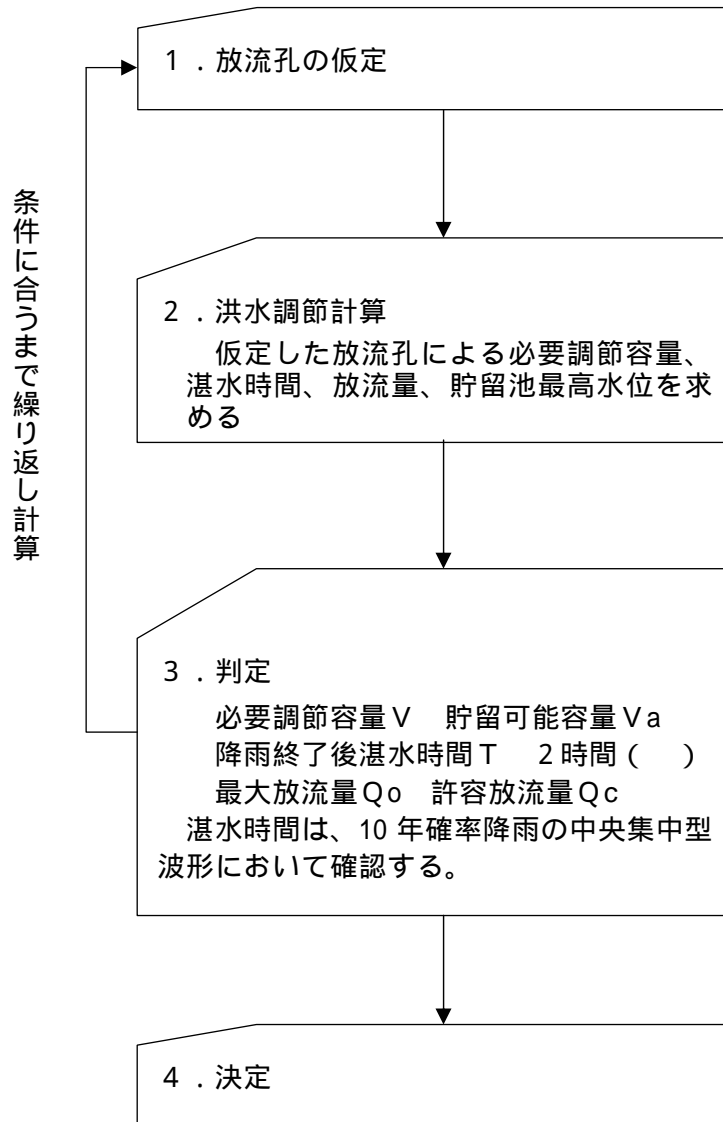 １．放流孔の仮定
条件に合うまで繰り返し計算
２．洪水調節計算
仮定した放流孔による必要調節容量、
湛水時間、放流量、貯留池最高水位を求
める
３．判定
必要調節容量Ｖ　貯留可能容量Ｖa
降雨終了後湛水時間Ｔ　２時間（　）
最大放流量Ｑo　許容放流量Ｑc
湛水時間は、10 年確率降雨の中央集中型
波形において確認する。
４．決定